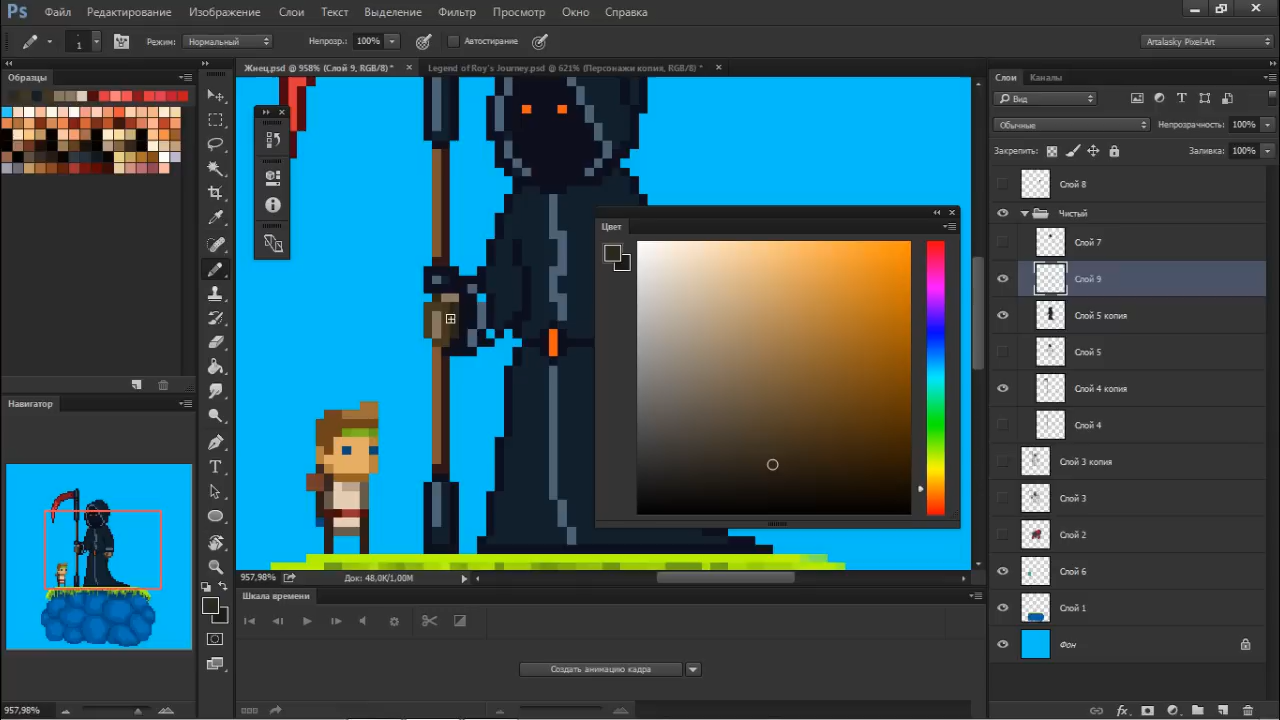 Ps Файл Редактирование Изображение Слои Текст Выделение Фильтр Просмотр Окно Справка
1 Режим: Нормальный Непрозр.: 100% Автостирание Artalasky Pixel-Art
Образцы
Жнец.psd @ 958% (Слой 9, RGB/8) *
Legend of Roy's Journey.psd @ 621% (Персонажи копия, RGB/8) *
Слои Каналы
Вид
Обычные Непрозрачность: 100%
Закрепить: Заливка: 100%
Слой 8
Чистый
Слой 7
Слой 9
Слой 5 копия
Слой 5
Слой 4 копия
Слой 4
Слой 3 копия
Слой 3
Слой 2
Слой 6
Слой 1
Фон
Цвет
Навигатор
957,98%
957,98% Док: 48,0K/1,00M
Шкала времени
Создать анимацию кадра